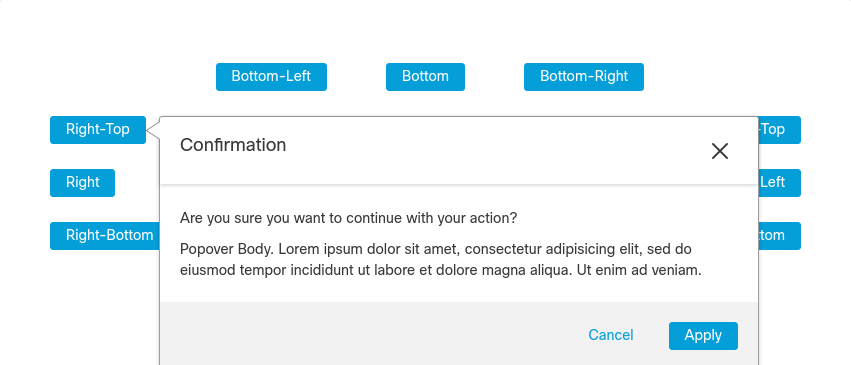 Bottom-Left Bottom Bottom-Right
Right-Top
Confirmation
-Top
Right
Left
Are you sure you want to continue with your action?
Right-Bottom
Popover Body. Lorem ipsum dolor sit amet, consectetur adipisicing elit, sed do
eiusmod tempor incididunt ut labore et dolore magna aliqua. Ut enim ad veniam.
Cancel Apply